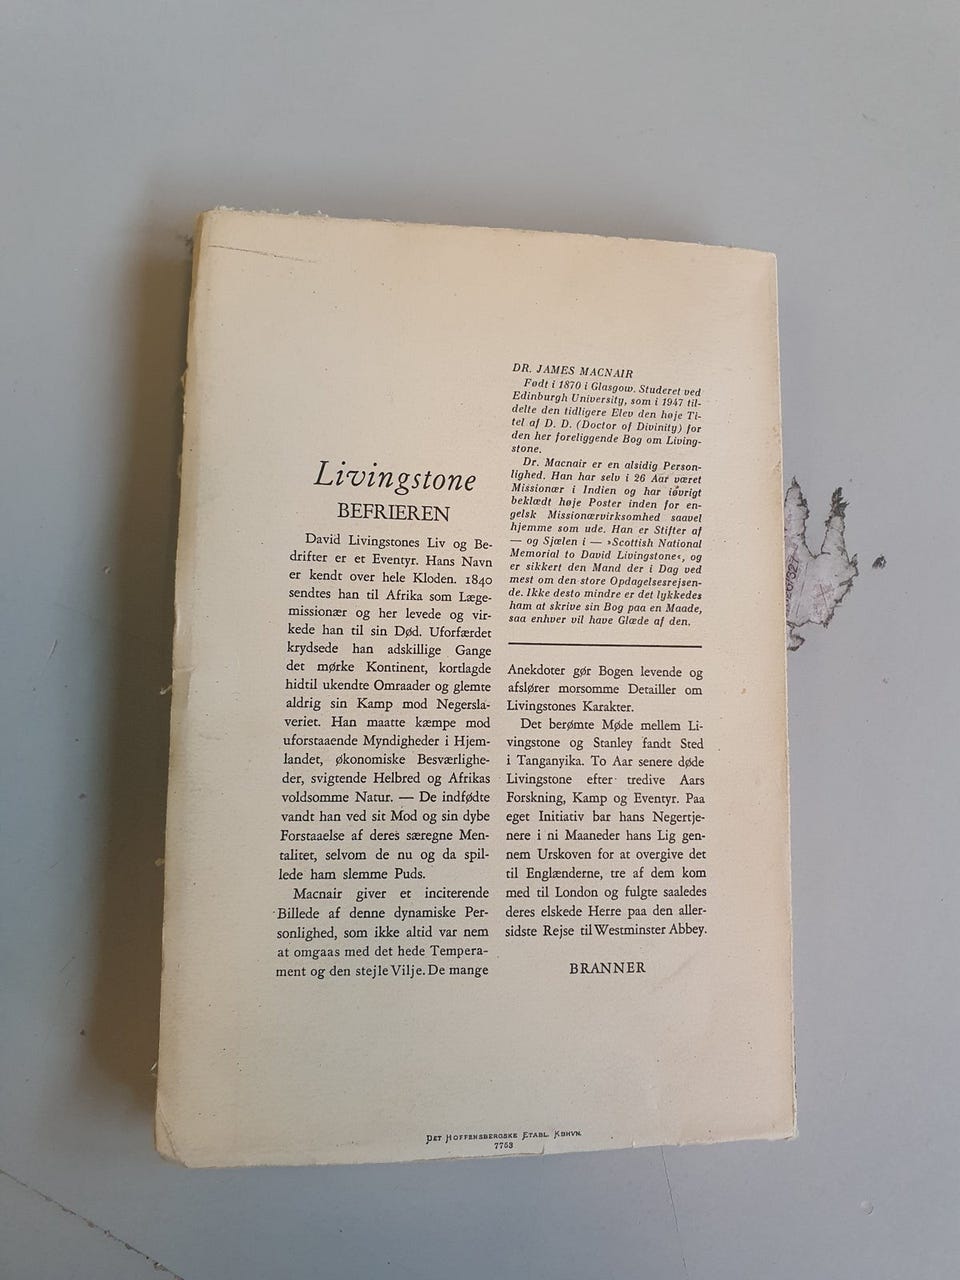 Livingstone
BEFRIEREN
David Livingstones Liv og Be-
drifter er et Eventyr. Hans Navn
er kendt over hele Kloden. 1840
sendtes han til Afrika som Læge-
missionær og her levede og vir-
kede han til sin Død. Uforfærdet
krydsede han adskillige Gange
det mørke Kontinent, kortlagde
hidtil ukendte Omraader og glemte
aldrig sin Kamp mod Negersla-
veriet. Han maatte kæmpe mod
uforstaaende Myndigheder i Hjem-
landet, økonomiske Besværlighe-
der, svigtende Helbred og Afrikas
voldsomme Natur. — De indfødte
vandt han ved sit Mod og sin dybe
Forstaaelse af deres særegne Men-
talitet, selvom de nu og da spil-
lede ham slemme Puds.
Macnair giver et inciterende
Billede af denne dynamiske Per-
sonlighed, som ikke altid var nem
at omgaas med det hede Tempera-
ment og den stejle Vilje. De mange
DR. JAMES MACNAIR
Født i 1870 i Glasgow. Studeret ved
Edinburgh University, som i 1947 til-
delte den tidligere Elev den høje Ti-
tel af D. D. (Doctor of Divinity) for
den her foreliggende Bog om Living-
stone.
Dr. Macnair er en alsidig Person-
lighed. Han har selv i 26 Aar været
Missionær i Indien og har iøvrigt
beklædt høje Poster inden for en-
gelsk Missionærvirksomhed saavel
hjemme som ude. Han er Stifter af
— og Sjælen i — »Scottish National
Memorial to David Livingstone«, og
er sikkert den Mand der i Dag ved
mest om den store Opdagelsesrejsen-
de. Ikke desto mindre er det lykkedes
ham at skrive sin Bog paa en Maade,
saa enhver vil have Glæde af den.
Anekdoter gør Bogen levende og
afslører morsomme Detailler om
Livingstones Karakter.
Det berømte Møde mellem Li-
vingstone og Stanley fandt Sted
i Tanganyika. To Aar senere døde
Livingstone efter tredive Aars
Forskning, Kamp og Eventyr. Paa
eget Initiativ bar hans Negertje-
nere i ni Maaneder hans Lig gen-
nem Urskoven for at overgive det
til Englænderne, tre af dem kom
med til London og fulgte saaledes
deres elskede Herre paa den aller-
sidste Rejse til Westminster Abbey.
BRANNER
DET HOFFENSBERGSKE ETABL. KBHVN.
7753